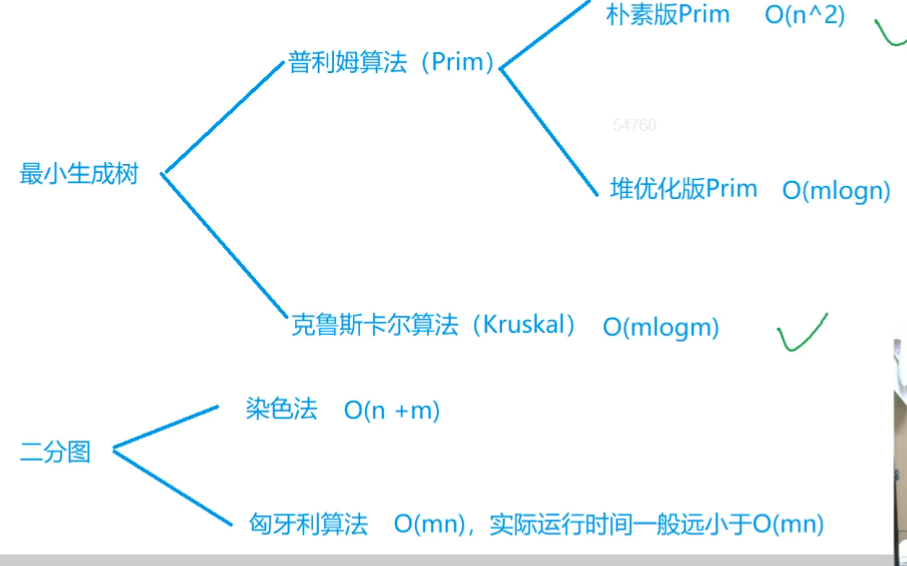 朴素版Prim O(n^2)
普利姆算法（Prim）
54760
最小生成树
堆优化版Prim O(mlogn)
克鲁斯卡尔算法（Kruskal） O(mlogm)
染色法 O(n +m)
二分图
匈牙利算法 O(mn)，实际运行时间一般远小于O(mn)